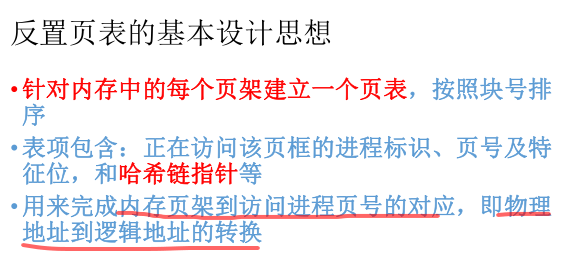 反置页表的基本设计思想
•针对内存中的每个页架建立一个页表，按照块号排
序
•表项包含：正在访问该页框的进程标识、页号及特
征位，和哈希链指针等
•用来完成内存页架到访问进程页号的对应，即物理
地址到逻辑地址的转换